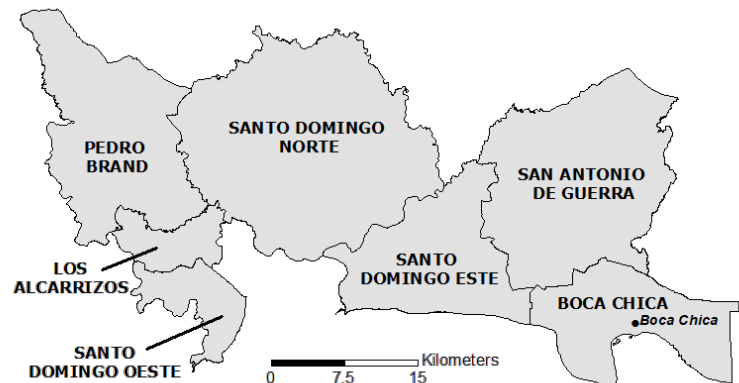 SANTO DOMINGO
NORTE
PEDRO
BRAND
SAN ANTONIO
DE GUERRA
SANTO
DOMINGO ESTE
LOS
ALCARRIZOS
BOCA CHICA
Boca Chica
SANTO
DOMINGO OESTE
Kilometers
0 7.5 15